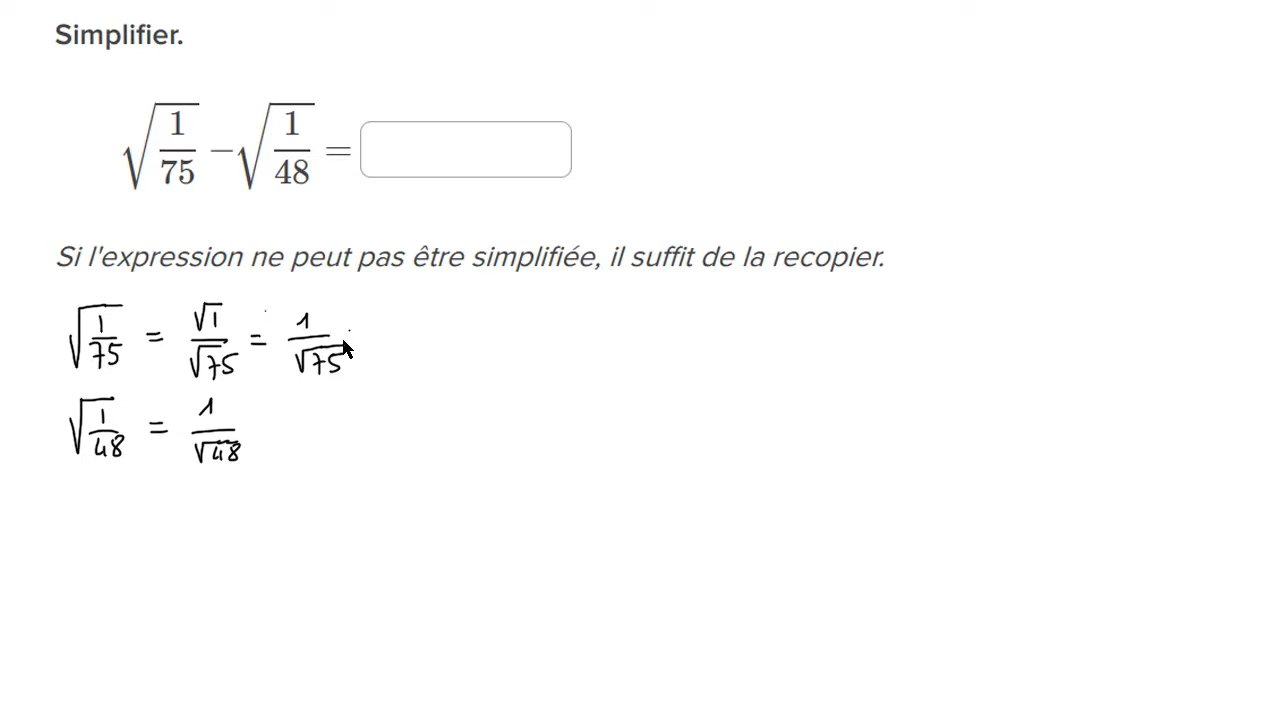 Simplifier.
√(1/75) − √(1/48) =
Si l'expression ne peut pas être simplifiée, il suffit de la recopier.
√(1/75) = √1/√75 = 1/√75
√(1/48) = 1/√48